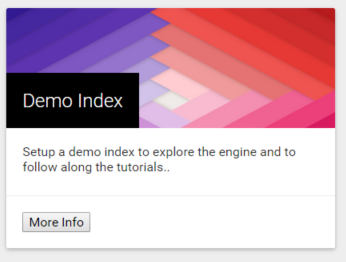 Demo Index
Setup a demo index to explore the engine and to
follow along the tutorials..
More Info